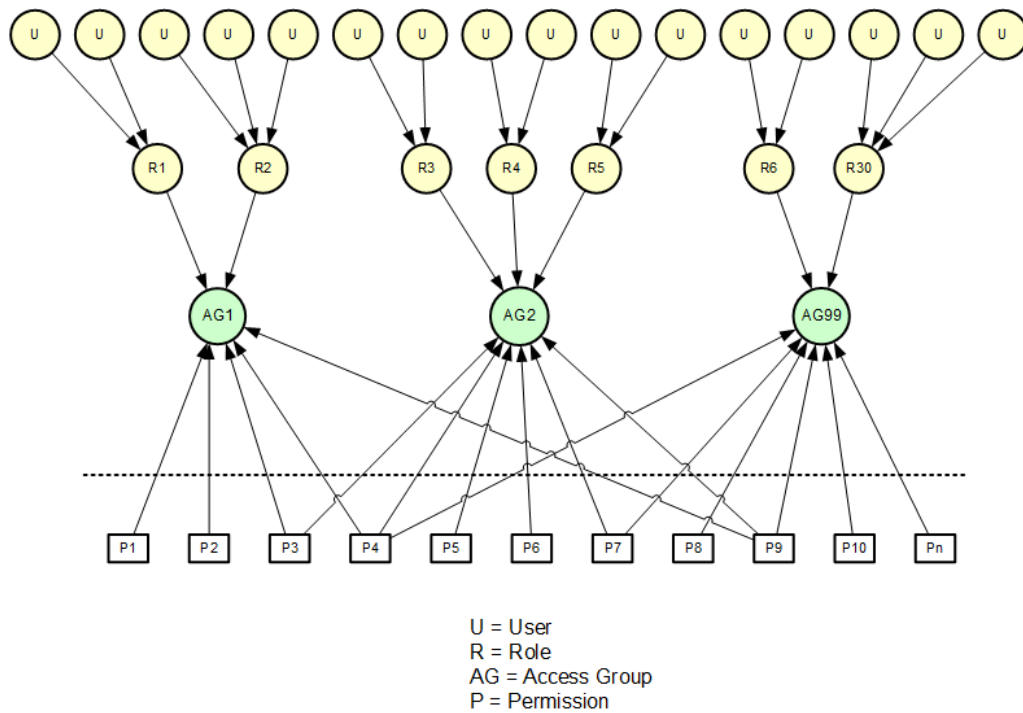 U U U U U U U U U U U U U U U U
R1 R2 R3 R4 R5 R6 R30
AG1 AG2 AG99
P1 P2 P3 P4 P5 P6 P7 P8 P9 P10 Pn
U = User
R = Role
AG = Access Group
P = Permission